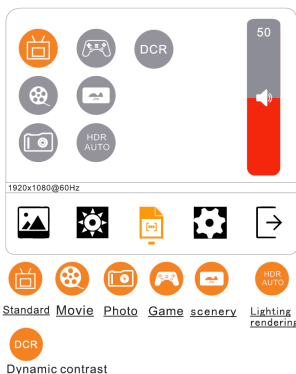 50
DCR
HDR
AUTO
1920x1080@60Hz
Standard Movie Photo Game scenery
HDR
AUTO
Lighting
rendering
DCR
Dynamic contrast